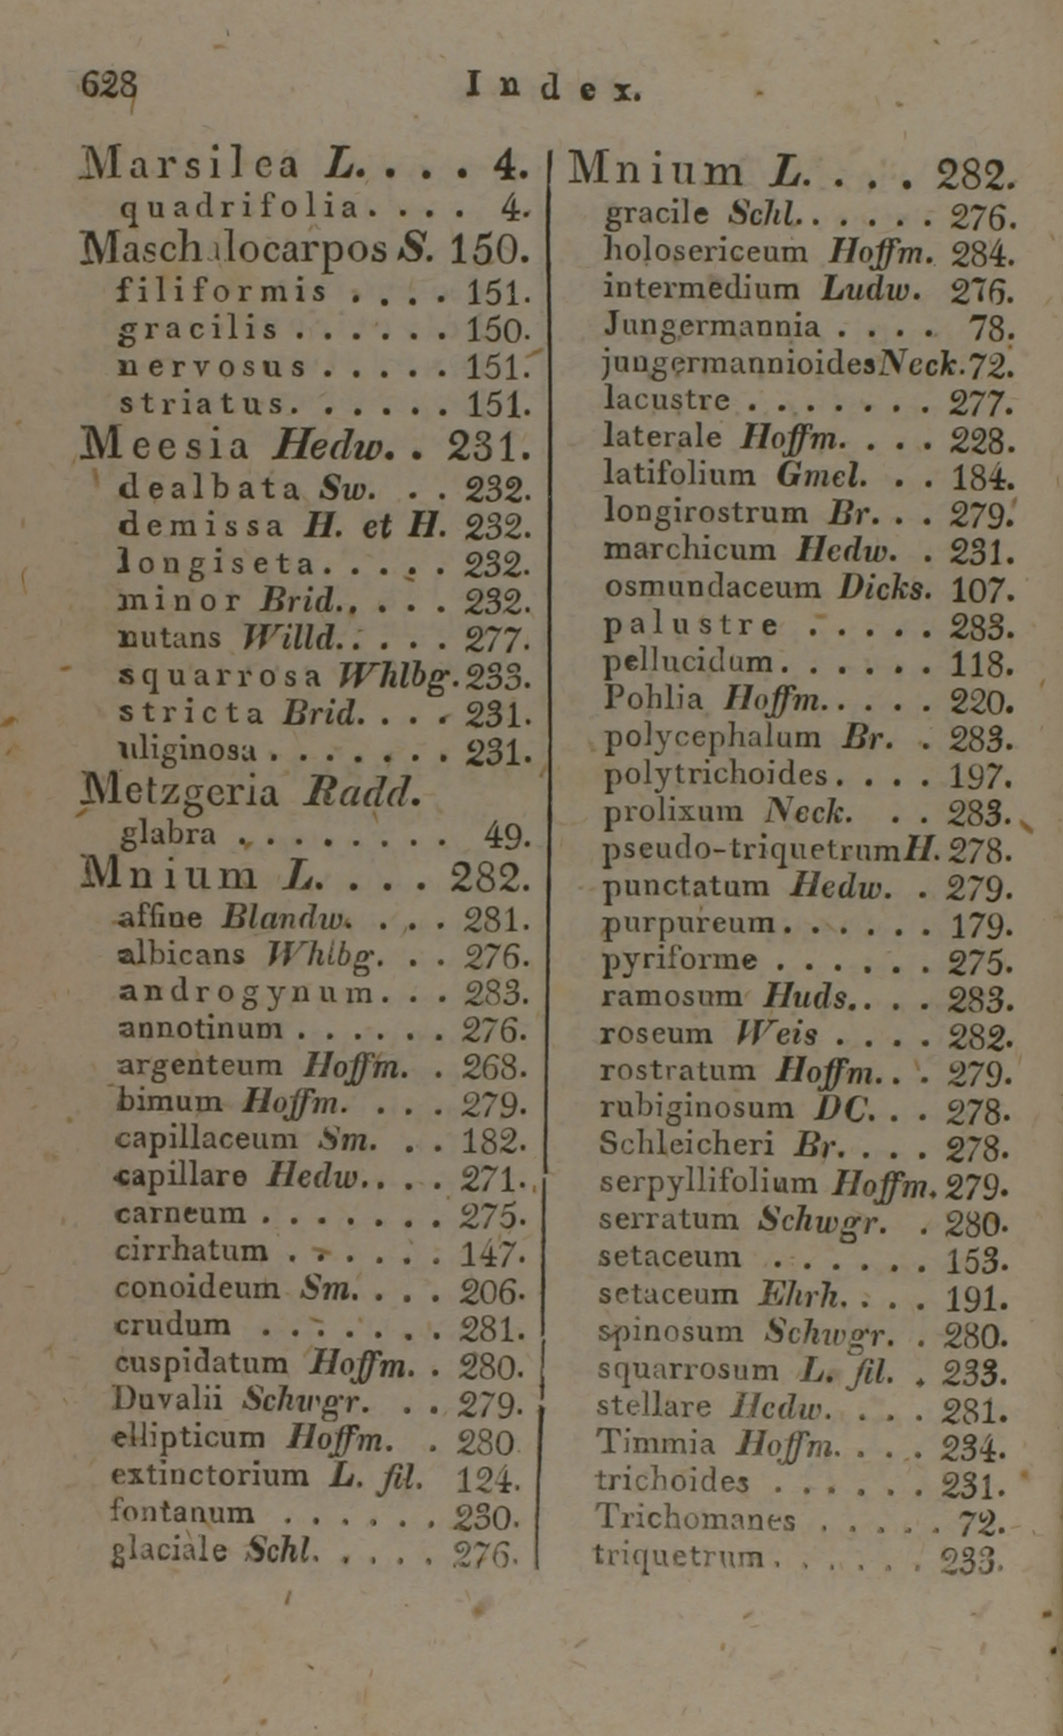 628
Index.
Marsilea L. . . . 4.
quadrifolia. . . . 4.
Maschalocarpos S. 150.
filiformis . . . . 151.
gracilis . . . . . . 150.
nervosus . . . . . 151.
striatus. . . . . . . 151.
Meesia Hedw. . 231.
dealbata Sw. . . 232.
demissa H. et H. 232.
longiseta. . . . . 232.
minor Brid.. . . . 232.
nutans Willd.. . . . 277.
squarrosa Whlbg. 233.
stricta Brid. . . . 231.
uliginosa . . . . . . . 231.
Metzgeria Radd.
glabra . . . . . . . . . 49.
Mnium L. . . . 282.
affine Blandw. . . . 281.
albicans Whlbg. . . 276.
androgynum. . . 283.
annotinum . . . . . . 276.
argenteum Hoffm. . 268.
bimum Hoffm. . . . 279.
capillaceum Sm. . . 182.
capillare Hedw.. . . 271.
carneum . . . . . . . 275.
cirrhatum . . . . . . 147.
conoideum Sm. . . . 206.
crudum . . . . . . . 281.
cuspidatum Hoffm. . 280.
Duvalii Schwgr. . . 279.
ellipticum Hoffm. . 280.
extinctorium L. fil. 124.
fontanum . . . . . . 230.
glaciale Schl. . . . . 276.
Mnium L. . . . 282.
gracile Schl.. . . . . . 276.
holosericeum Hoffm. 284.
intermedium Ludw. 276.
Jungermannia . . . . 78.
jungermannioides Neck. 72.
lacustre . . . . . . . 277.
laterale Hoffm. . . . 228.
latifolium Gmel. . . 184.
longirostrum Br. . . 279.
marchicum Hedw. . 231.
osmundaceum Dicks. 107.
palustre . . . . . 283.
pellucidum . . . . . . 118.
Pohlia Hoffm.. . . . 220.
polycephalum Br. . 283.
polytrichoides. . . . 197.
prolixum Neck. . . 283.
pseudo-triquetrum H. 278.
punctatum Hedw. . 279.
purpureum . . . . . . 179.
pyriforme . . . . . . 275.
ramosum Huds.. . . 283.
roseum Weis . . . . 282.
rostratum Hoffm.. . 279.
rubiginosum DC. . . 278.
Schleicheri Br. . . . 278.
serpyllifolium Hoffm. 279.
serratum Schwgr. . 280.
setaceum . . . . . . 153.
setaceum Ehrh. . . . 191.
spinosum Schwgr. . 280.
squarrosum L. fil. . 233.
stellare Hedw. . . . 281.
Timmia Hoffm. . . . 234.
trichoides . . . . . . 231.
Trichomanes . . . . . 72.
triquetrum . . . . . . 233.